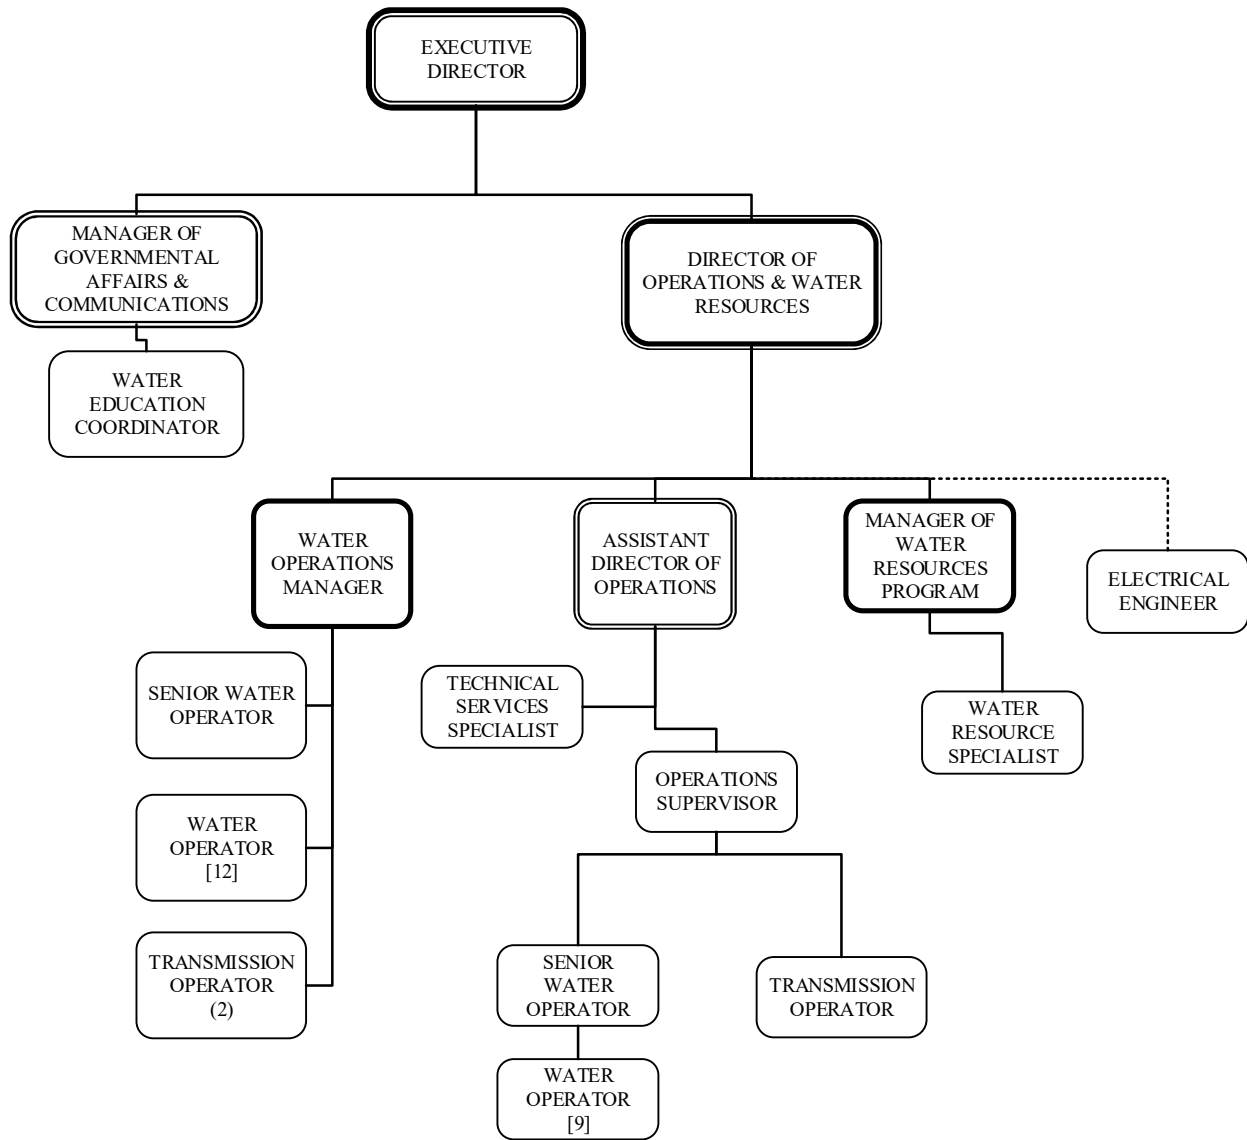 EXECUTIVE
DIRECTOR
MANAGER OF
GOVERNMENTAL
AFFAIRS &
COMMUNICATIONS
DIRECTOR OF
OPERATIONS & WATER
RESOURCES
WATER
EDUCATION
COORDINATOR
WATER
OPERATIONS
MANAGER
ASSISTANT
DIRECTOR OF
OPERATIONS
MANAGER OF
WATER
RESOURCES
PROGRAM
ELECTRICAL
ENGINEER
SENIOR WATER
OPERATOR
TECHNICAL
SERVICES
SPECIALIST
WATER
RESOURCE
SPECIALIST
OPERATIONS
SUPERVISOR
WATER
OPERATOR
[12]
TRANSMISSION
OPERATOR
(2)
SENIOR
WATER
OPERATOR
TRANSMISSION
OPERATOR
WATER
OPERATOR
[9]